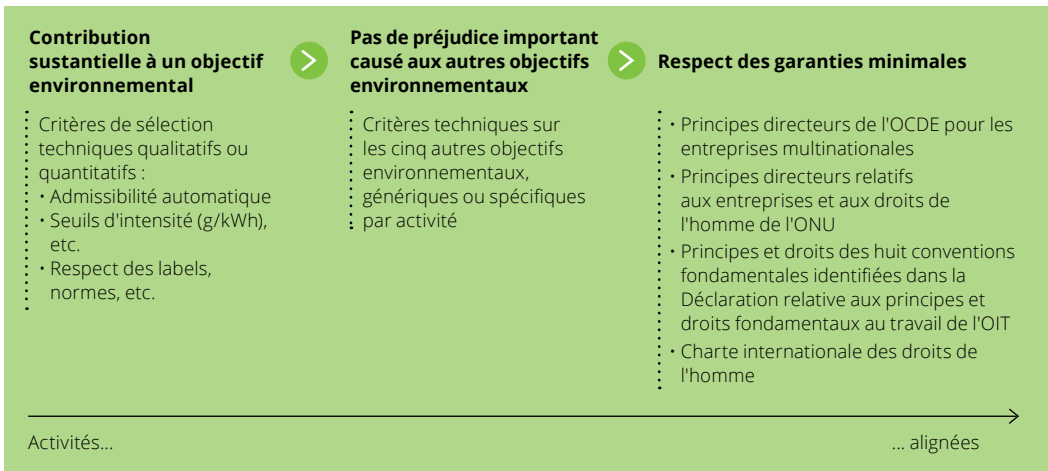 Contribution
sustantielle à un objectif
environnemental
Critères de sélection
techniques qualitatifs ou
quantitatifs :
· Admissibilité automatique
· Seuils d'intensité (g/kWh),
etc.
· Respect des labels,
normes, etc.
Pas de préjudice important
causé aux autres objectifs
environnementaux
Critères techniques sur
les cinq autres objectifs
environnementaux,
génériques ou spécifiques
par activité
Respect des garanties minimales
· Principes directeurs de l'OCDE pour les
entreprises multinationales
· Principes directeurs relatifs
aux entreprises et aux droits de
l'homme de l'ONU
· Principes et droits des huit conventions
fondamentales identifiées dans la
Déclaration relative aux principes et
droits fondamentaux au travail de l'OIT
· Charte internationale des droits de
l'homme
Activités...
... alignées